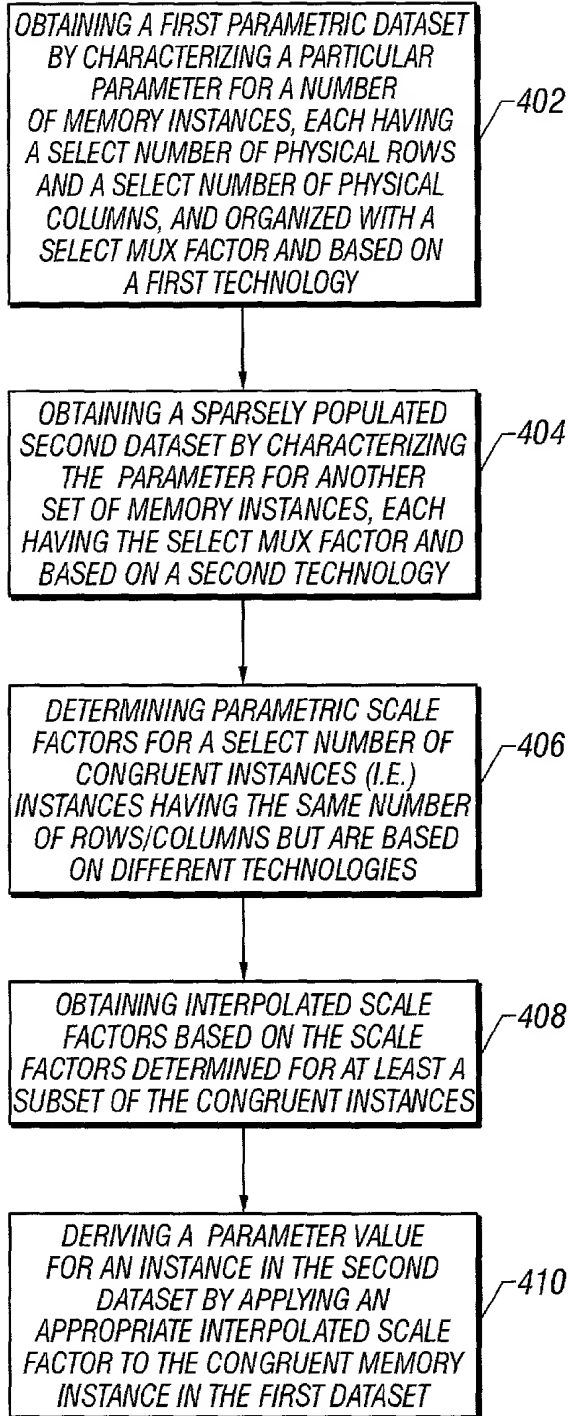 OBTAINING A FIRST PARAMETRIC DATASET
BY CHARACTERIZING A PARTICULAR
PARAMETER FOR A NUMBER
OF MEMORY INSTANCES, EACH HAVING
A SELECT NUMBER OF PHYSICAL ROWS
AND A SELECT NUMBER OF PHYSICAL
COLUMNS, AND ORGANIZED WITH A
SELECT MUX FACTOR AND BASED ON
A FIRST TECHNOLOGY
402
OBTAINING A SPARSELY POPULATED
SECOND DATASET BY CHARACTERIZING
THE PARAMETER FOR ANOTHER
SET OF MEMORY INSTANCES, EACH
HAVING THE SELECT MUX FACTOR AND
BASED ON A SECOND TECHNOLOGY
404
DETERMINING PARAMETRIC SCALE
FACTORS FOR A SELECT NUMBER OF
CONGRUENT INSTANCES (I.E.)
INSTANCES HAVING THE SAME NUMBER
OF ROWS/COLUMNS BUT ARE BASED
ON DIFFERENT TECHNOLOGIES
406
OBTAINING INTERPOLATED SCALE
FACTORS BASED ON THE SCALE
FACTORS DETERMINED FOR AT LEAST A
SUBSET OF THE CONGRUENT INSTANCES
408
DERIVING A PARAMETER VALUE
FOR AN INSTANCE IN THE SECOND
DATASET BY APPLYING AN
APPROPRIATE INTERPOLATED SCALE
FACTOR TO THE CONGRUENT MEMORY
INSTANCE IN THE FIRST DATASET
410